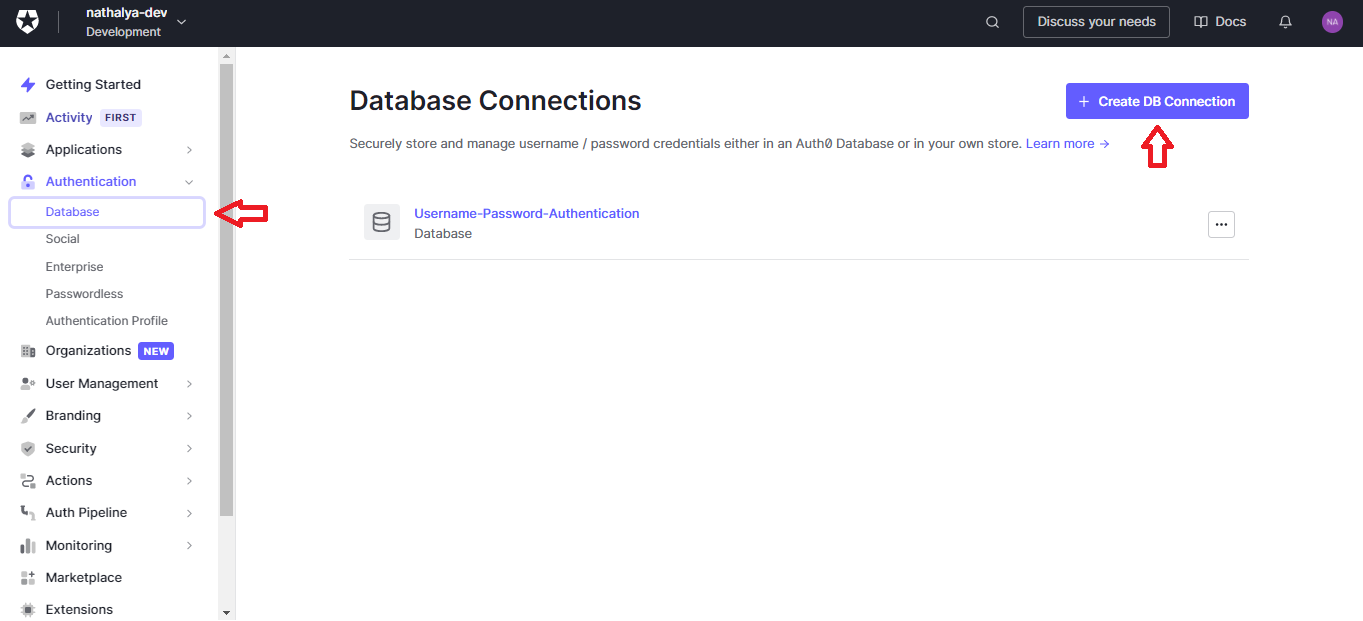 nathalya-dev
Development
Discuss your needs
Docs
NA
Getting Started
Activity FIRST
Applications
Authentication
Database
Social
Enterprise
Passwordless
Authentication Profile
Organizations NEW
User Management
Branding
Security
Actions
Auth Pipeline
Monitoring
Marketplace
Extensions
Database Connections
+ Create DB Connection
Securely store and manage username / password credentials either in an Auth0 Database or in your own store. Learn more →
Username-Password-Authentication
Database